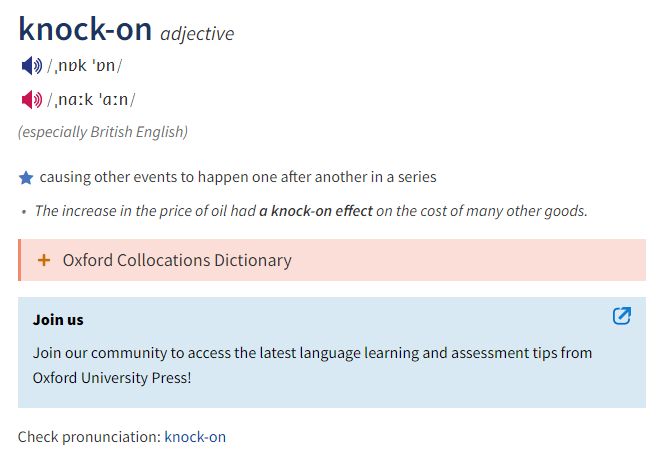 knock-on adjective
/ˌnɒk ˈɒn/
/ˌnɑːk ˈɑːn/
(especially British English)
causing other events to happen one after another in a series
• The increase in the price of oil had a knock-on effect on the cost of many other goods.
+ Oxford Collocations Dictionary
Join us
Join our community to access the latest language learning and assessment tips from
Oxford University Press!
Check pronunciation: knock-on